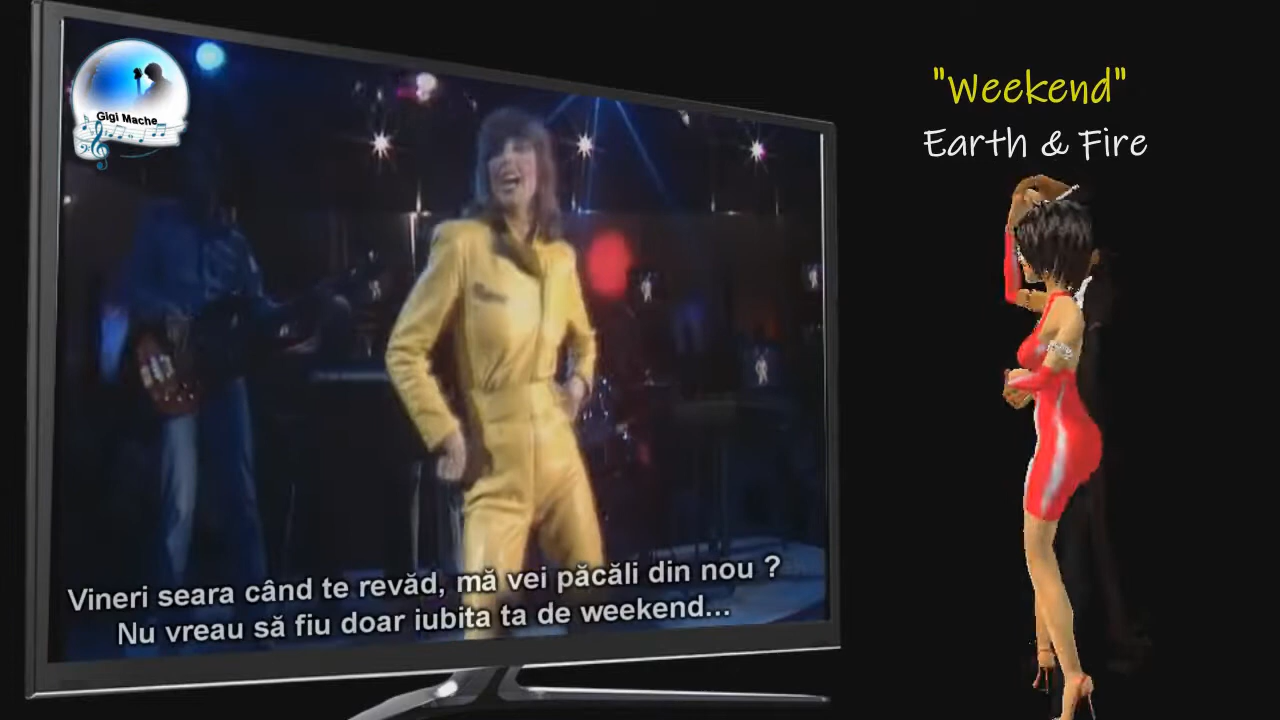 Gigi Mache
"Weekend"
Earth & Fire
Vineri seara când te revăd, mă vei păcăli din nou ?
Nu vreau să fiu doar iubita ta de weekend...